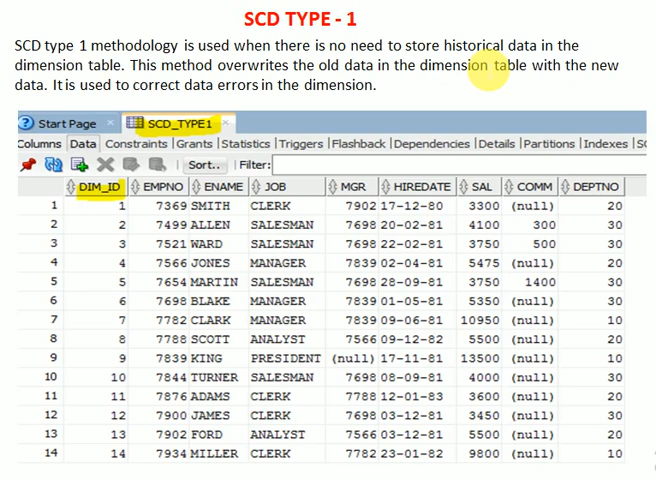 SCD TYPE - 1
SCD type 1 methodology is used when there is no need to store historical data in the
dimension table. This method overwrites the old data in the dimension table with the new
data. It is used to correct data errors in the dimension.
Start Page SCD_TYPE1
Columns Data Constraints Grants Statistics Triggers Flashback Dependencies Details Partitions Indexes
Sort.. Filter:
DIM_ID EMPNO ENAME JOB MGR HIREDATE SAL COMM DEPTNO
1 1 7369 SMITH CLERK 7902 17-12-80 3300 (null) 20
2 2 7499 ALLEN SALESMAN 7698 20-02-81 4100 300 30
3 3 7521 WARD SALESMAN 7698 22-02-81 3750 500 30
4 4 7566 JONES MANAGER 7839 02-04-81 5475 (null) 20
5 5 7654 MARTIN SALESMAN 7698 28-09-81 3750 1400 30
6 6 7698 BLAKE MANAGER 7839 01-05-81 5350 (null) 30
7 7 7782 CLARK MANAGER 7839 09-06-81 10950 (null) 10
8 8 7788 SCOTT ANALYST 7566 09-12-82 5500 (null) 20
9 9 7839 KING PRESIDENT (null) 17-11-81 13500 (null) 10
10 10 7844 TURNER SALESMAN 7698 08-09-81 4000 (null) 30
11 11 7876 ADAMS CLERK 7788 12-01-83 3600 (null) 20
12 12 7900 JAMES CLERK 7698 03-12-81 3450 (null) 30
13 13 7902 FORD ANALYST 7566 03-12-81 5500 (null) 20
14 14 7934 MILLER CLERK 7782 23-01-82 9800 (null) 10